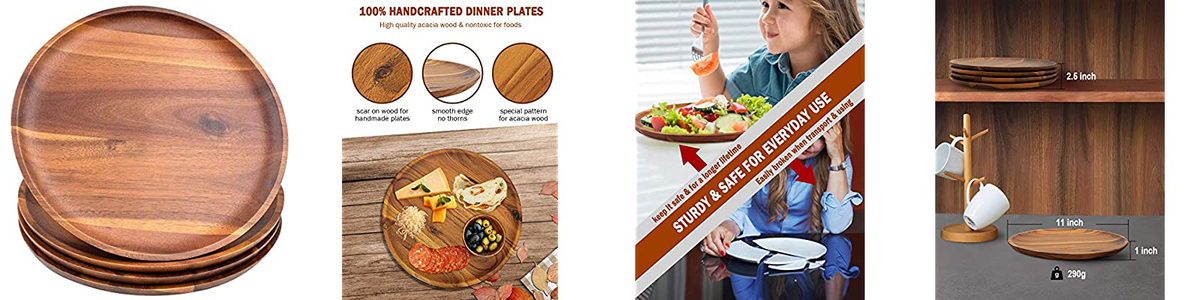 100% HANDCRAFTED DINNER PLATES
High quality acacia wood & nontoxic for foods
scar on wood for
handmade plates
smooth edge
no thorns
special pattern
for acacia wood
keep it safe & for a longer lifetime
STURDY & SAFE FOR EVERYDAY USE
Easily broken when transport & using
2.5 inch
11 inch
1 inch
290g